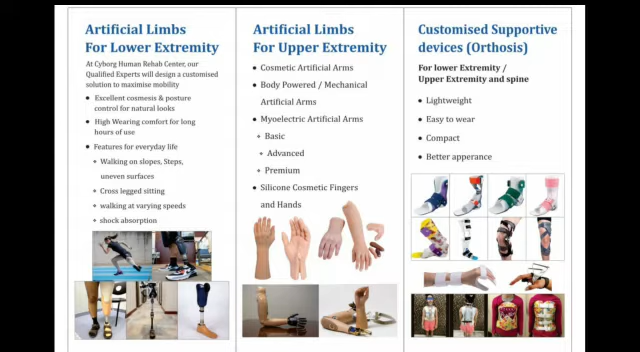 Artificial Limbs
For Lower Extremity
At Cyborg Human Rehab Center, our
Qualified Experts will design a customised
solution to maximise mobility
• Excellent cosmesis & posture
control for natural looks
• High Wearing comfort for long
hours of use
• Features for everyday life
Walking on slopes, Steps,
uneven surfaces
Cross legged sitting
walking at varying speeds
shock absorption
Artificial Limbs
For Upper Extremity
• Cosmetic Artificial Arms
• Body Powered / Mechanical
Artificial Arms
• Myoelectric Artificial Arms
+ Basic
+ Advanced
+ Premium
• Silicone Cosmetic Fingers
and Hands
Customised Supportive
devices (Orthosis)
For lower Extremity /
Upper Extremity and spine
• Lightweight
• Easy to wear
• Compact
• Better apperance